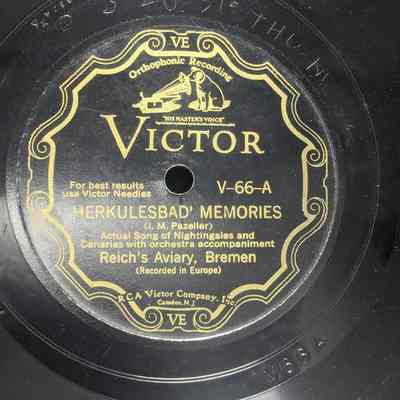 VE
Orthophonic Recording
"HIS MASTER'S VOICE"
VICTOR
For best results
use Victor Needles
V-66-A
HERKULESBAD' MEMORIES
(I. M. Pazeller)
Actual Song of Nightingales and
Canaries with orchestra accompaniment
Reich's Aviary, Bremen
(Recorded in Europe)
RCA Victor Company, Inc.
Camden, N.J.
VE
V66A